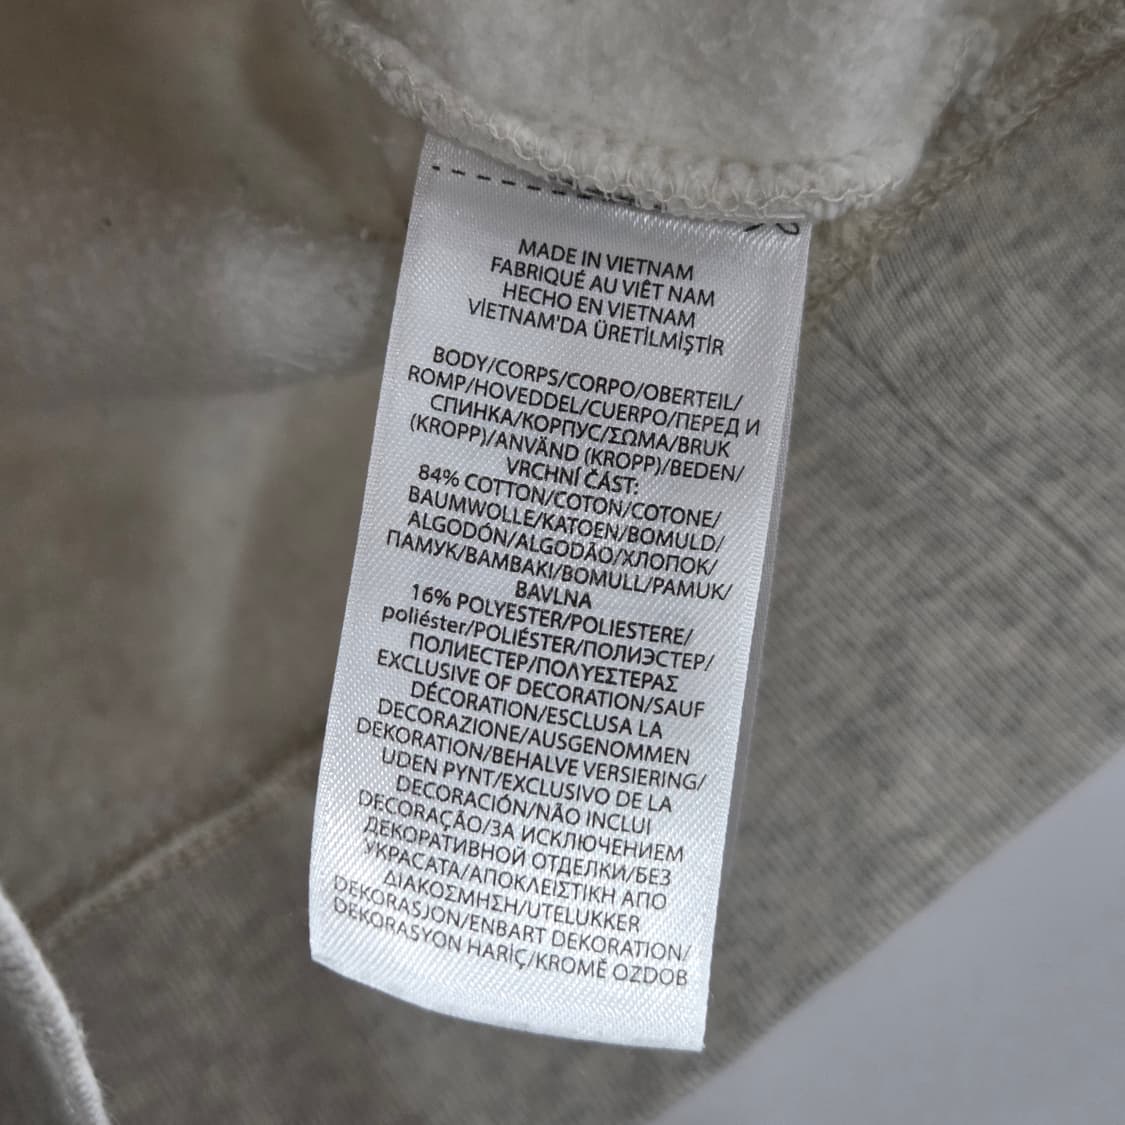 MADE IN VIETNAM
FABRIQUÉ AU VIÊT NAM
HECHO EN VIETNAM
VİETNAM'DA ÜRETİLMİŞTİR
BODY/CORPS/CORPO/OBERTEIL/
ROMP/HOVEDDEL/CUERPO/ПЕРЕД И
СПИНКА/КОРПУС/ΣΩΜΑ/BRUK
(KROPP)/ANVÄND (KROPP)/BEDEN/
VRCHNÍ ČÁST:
84% COTTON/COTON/COTONE/
BAUMWOLLE/KATOEN/BOMULD/
ALGODÓN/ALGODÃO/ХЛОПОК/
ПАМУК/ΒΑΜΒΑΚΙ/BOMULL/PAMUK/
BAVLNA
16% POLYESTER/POLIESTERE/
poliéster/POLIÉSTER/ПОЛИЭСТЕР/
ПОЛИЕСТЕР/ΠΟΛΥΕΣΤΕΡΑΣ
EXCLUSIVE OF DECORATION/SAUF
DÉCORATION/ESCLUSA LA
DECORAZIONE/AUSGENOMMEN
DEKORATION/BEHALVE VERSIERING/
UDEN PYNT/EXCLUSIVO DE LA
DECORACIÓN/NÃO INCLUI
DECORAÇÃO/ЗА ИСКЛЮЧЕНИЕМ
ДЕКОРАТИВНОЙ ОТДЕЛКИ/БЕЗ
УКРАСАТА/ΑΠΟΚΛΕΙΣΤΙΚΗ ΑΠΟ
ΔΙΑΚΟΣΜΗΣΗ/UTELUKKER
DEKORASJON/ENBART DEKORATION/
DEKORASYON HARİÇ/KROMĚ OZDOB